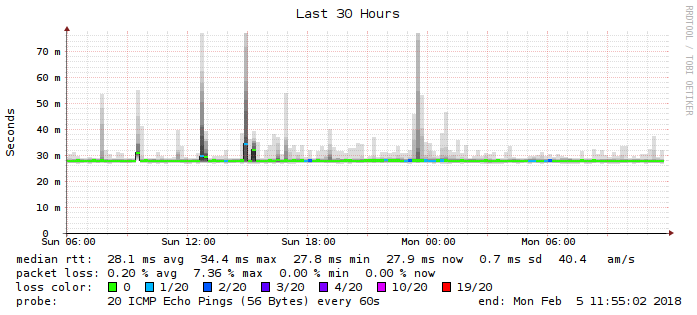 Last 30 Hours
RRDTOOL / TOBI OETIKER
Seconds
70 m
60 m
50 m
40 m
30 m
20 m
10 m
0
Sun 06:00 Sun 12:00 Sun 18:00 Mon 00:00 Mon 06:00
median rtt: 28.1 ms avg 34.4 ms max 27.8 ms min 27.9 ms now 0.7 ms sd 40.4 am/s
packet loss: 0.20 % avg 7.36 % max 0.00 % min 0.00 % now
loss color: 0 1/20 2/20 3/20 4/20 10/20 19/20
probe: 20 ICMP Echo Pings (56 Bytes) every 60s end: Mon Feb 5 11:55:02 2018